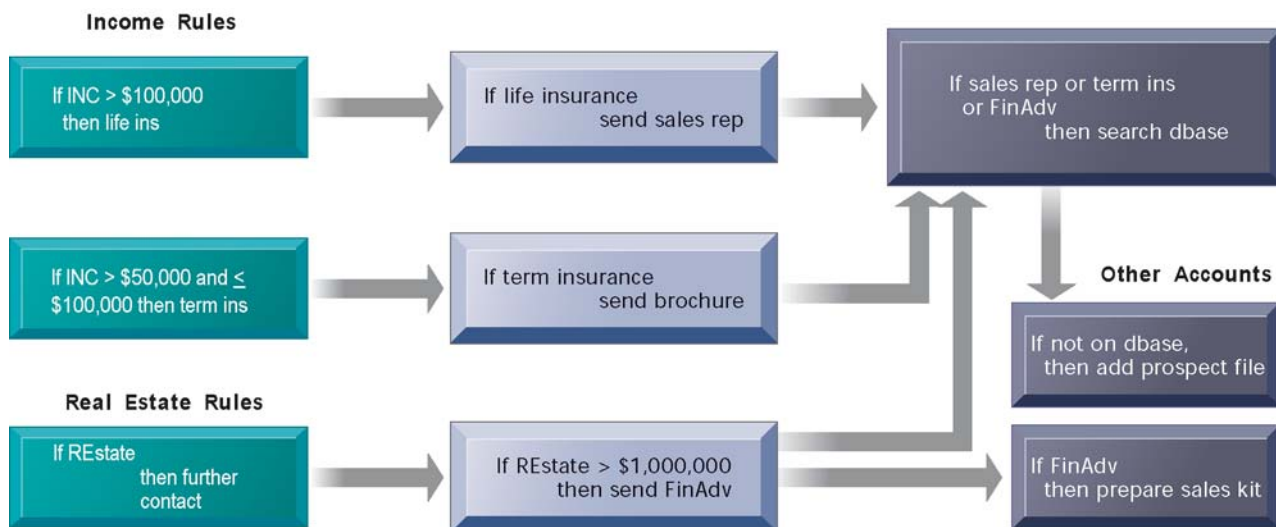 Income Rules
If INC > $100,000
then life ins
If life insurance
send sales rep
If sales rep or term ins
or FinAdv
then search dbase
If INC > $50,000 and ≤
$100,000 then term ins
If term insurance
send brochure
Other Accounts
If not on dbase,
then add prospect file
Real Estate Rules
If REstate
then further
contact
If REstate > $1,000,000
then send FinAdv
If FinAdv
then prepare sales kit